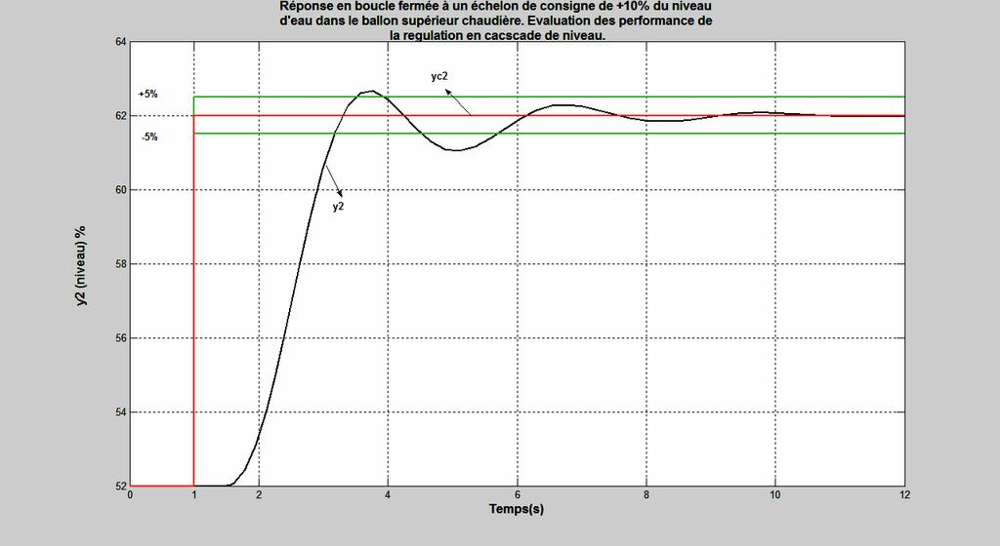 Réponse en boucle fermée à un échelon de consigne de +10% du niveau
d'eau dans le ballon supérieur chaudière. Evaluation des performance de
la regulation en cacscade de niveau.
64
+5%
yc2
62
-5%
60
y2
y2 (niveau) %
58
56
54
52
0 1 2 4 6 8 10 12
Temps(s)